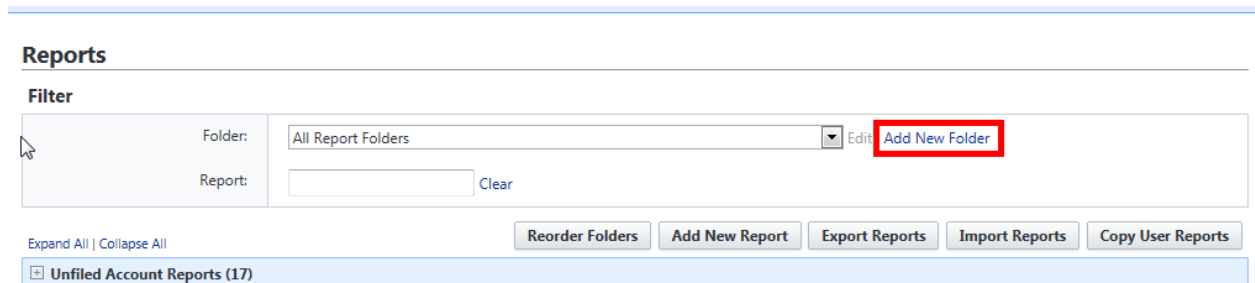 Reports
Filter
Folder: All Report Folders Edit Add New Folder
Report: Clear
Expand All | Collapse All Reorder Folders Add New Report Export Reports Import Reports Copy User Reports
Unfiled Account Reports (17)